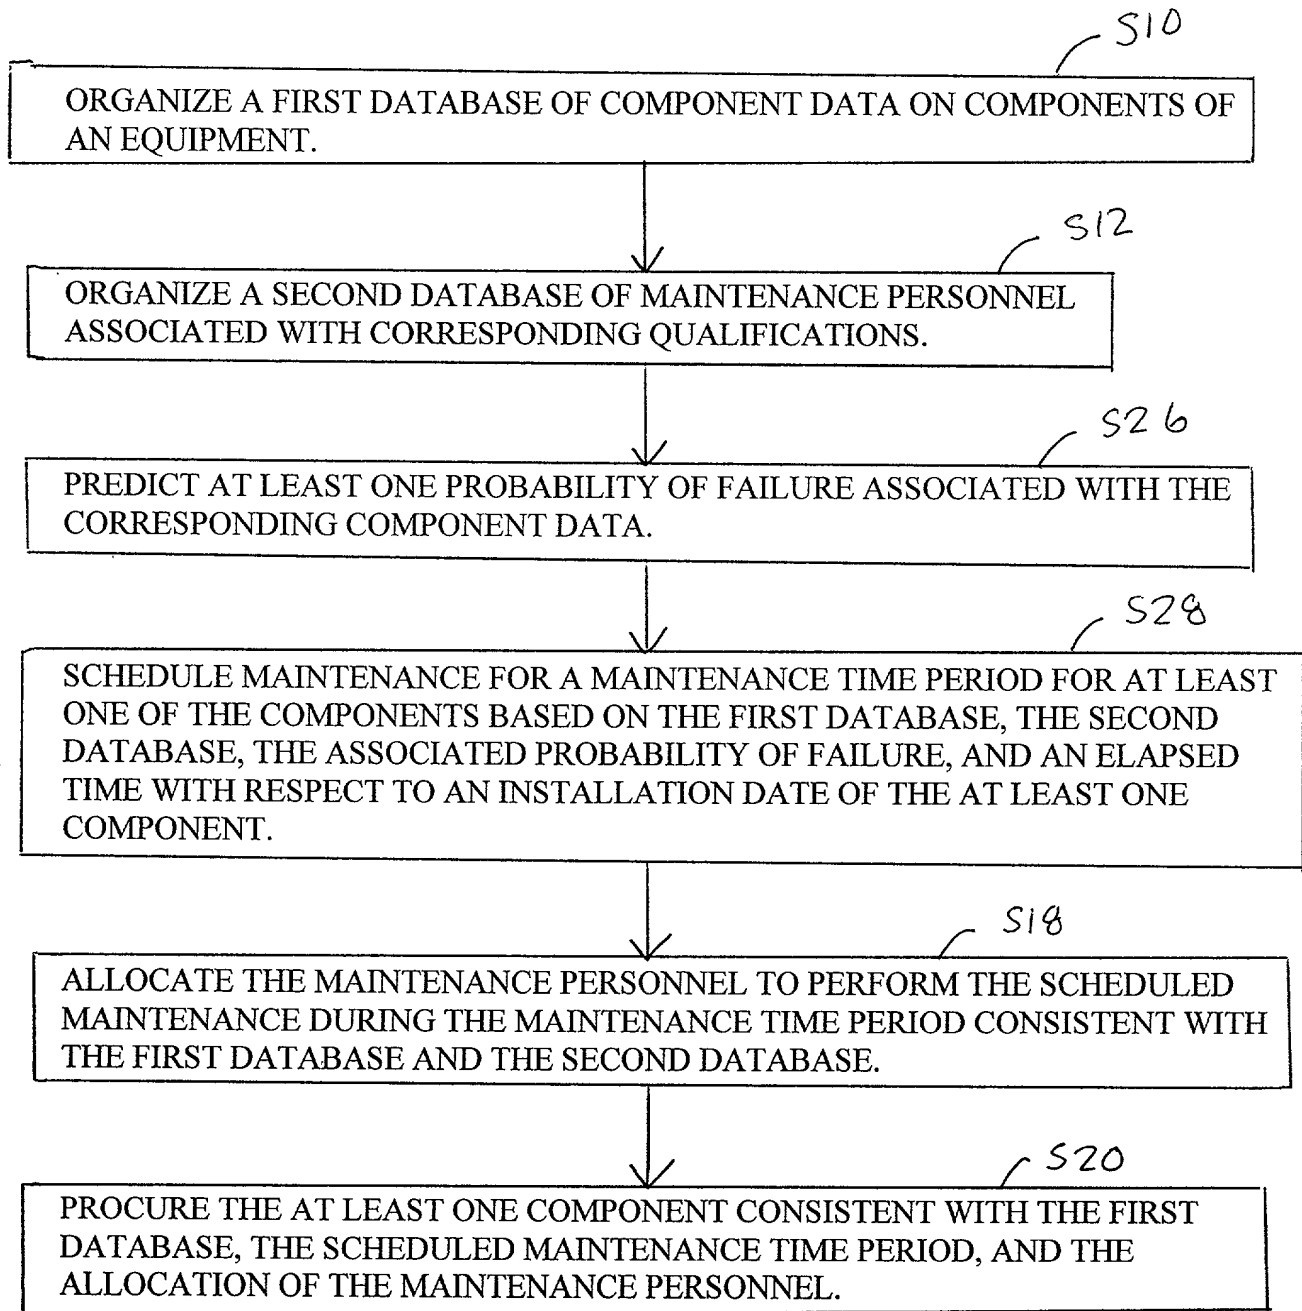 S10
ORGANIZE A FIRST DATABASE OF COMPONENT DATA ON COMPONENTS OF
AN EQUIPMENT.
S12
ORGANIZE A SECOND DATABASE OF MAINTENANCE PERSONNEL
ASSOCIATED WITH CORRESPONDING QUALIFICATIONS.
S26
PREDICT AT LEAST ONE PROBABILITY OF FAILURE ASSOCIATED WITH THE
CORRESPONDING COMPONENT DATA.
S28
SCHEDULE MAINTENANCE FOR A MAINTENANCE TIME PERIOD FOR AT LEAST
ONE OF THE COMPONENTS BASED ON THE FIRST DATABASE, THE SECOND
DATABASE, THE ASSOCIATED PROBABILITY OF FAILURE, AND AN ELAPSED
TIME WITH RESPECT TO AN INSTALLATION DATE OF THE AT LEAST ONE
COMPONENT.
S18
ALLOCATE THE MAINTENANCE PERSONNEL TO PERFORM THE SCHEDULED
MAINTENANCE DURING THE MAINTENANCE TIME PERIOD CONSISTENT WITH
THE FIRST DATABASE AND THE SECOND DATABASE.
S20
PROCURE THE AT LEAST ONE COMPONENT CONSISTENT WITH THE FIRST
DATABASE, THE SCHEDULED MAINTENANCE TIME PERIOD, AND THE
ALLOCATION OF THE MAINTENANCE PERSONNEL.